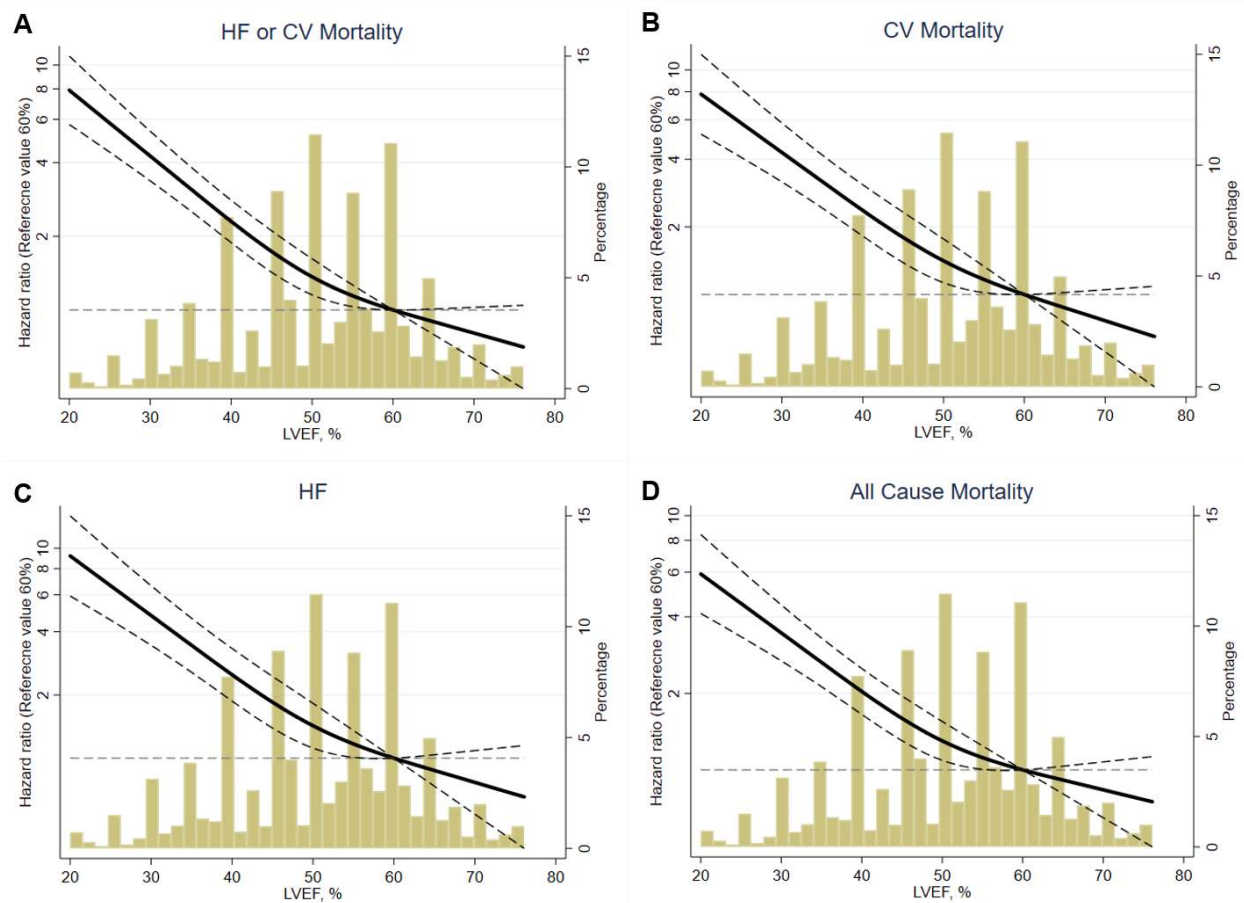 A
HF or CV Mortality
Hazard ratio (Referecne value 60%)
10
8
6
4
2
15
10
5
0
Percentage
20 30 40 50 60 70 80
LVEF, %
B
CV Mortality
Hazard ratio (Referecne value 60%)
10
8
6
4
2
15
10
5
0
Percentage
20 30 40 50 60 70 80
LVEF, %
C
HF
Hazard ratio (Referecne value 60%)
10
8
6
4
2
15
10
5
0
Percentage
20 30 40 50 60 70 80
LVEF, %
D
All Cause Mortality
Hazard ratio (Referecne value 60%)
10
8
6
4
2
15
10
5
0
Percentage
20 30 40 50 60 70 80
LVEF, %